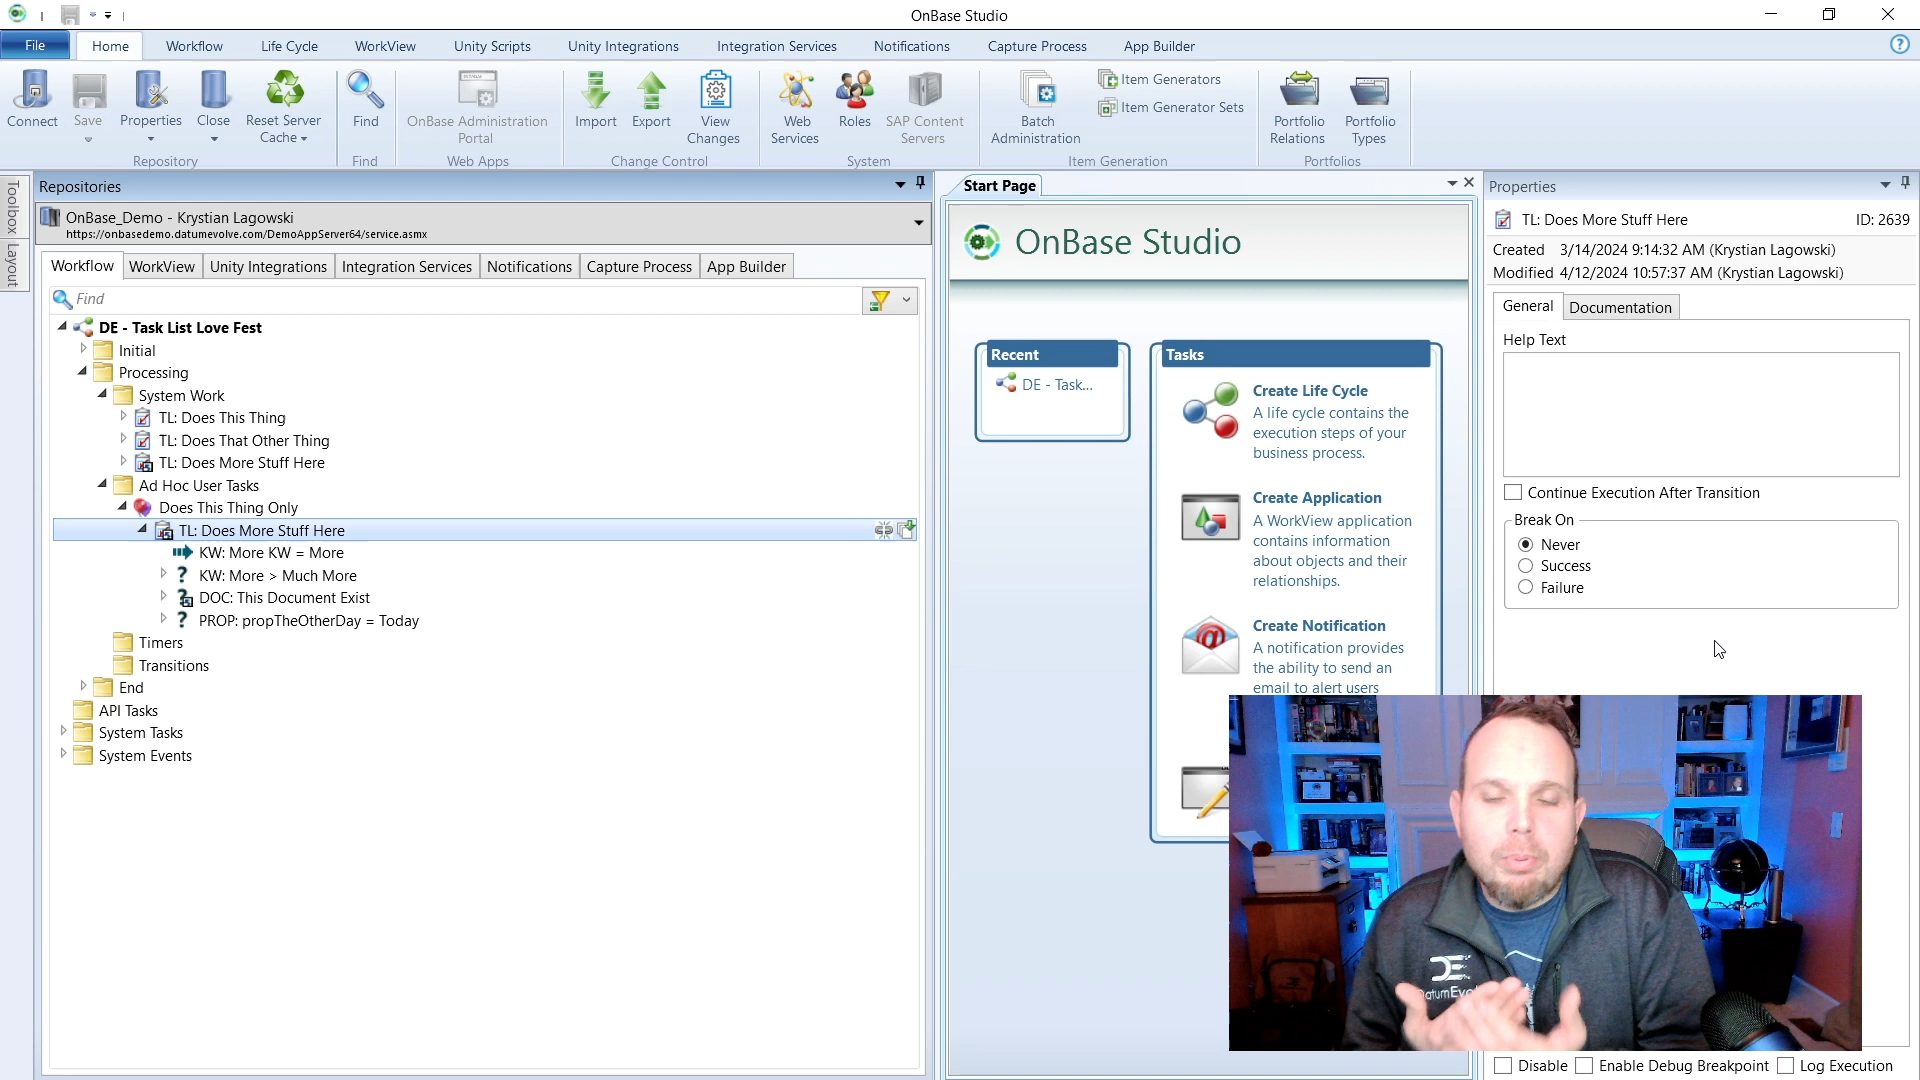 OnBase Studio
File
Home
Workflow
Life Cycle
WorkView
Unity Scripts
Unity Integrations
Integration Services
Notifications
Capture Process
App Builder
Connect
Save
Properties
Close
Reset Server
Cache
Repository
Find
Find
OnBase Administration
Portal
Web Apps
Import
Export
View
Changes
Change Control
Web
Services
Roles
SAP Content
Servers
System
Batch
Administration
Item Generators
Item Generator Sets
Item Generation
Portfolio
Relations
Portfolio
Types
Portfolios
Toolbox
Layout
Repositories
OnBase_Demo - Krystian Lagowski
https://onbasedemo.datumevolve.com/DemoAppServer64/service.asmx
Workflow
WorkView
Unity Integrations
Integration Services
Notifications
Capture Process
App Builder
Find
DE - Task List Love Fest
Initial
Processing
System Work
TL: Does This Thing
TL: Does That Other Thing
TL: Does More Stuff Here
Ad Hoc User Tasks
Does This Thing Only
TL: Does More Stuff Here
KW: More KW = More
KW: More > Much More
DOC: This Document Exist
PROP: propTheOtherDay = Today
Timers
Transitions
End
API Tasks
System Tasks
System Events
Start Page
OnBase Studio
Recent
DE - Task...
Tasks
Create Life Cycle
A life cycle contains the
execution steps of your
business process.
Create Application
A WorkView application
contains information
about objects and their
relationships.
Create Notification
A notification provides
the ability to send an
email to alert users
Properties
TL: Does More Stuff Here
ID: 2639
Created 3/14/2024 9:14:32 AM (Krystian Lagowski)
Modified 4/12/2024 10:57:37 AM (Krystian Lagowski)
General
Documentation
Help Text
Continue Execution After Transition
Break On
Never
Success
Failure
Disable
Enable Debug Breakpoint
Log Execution